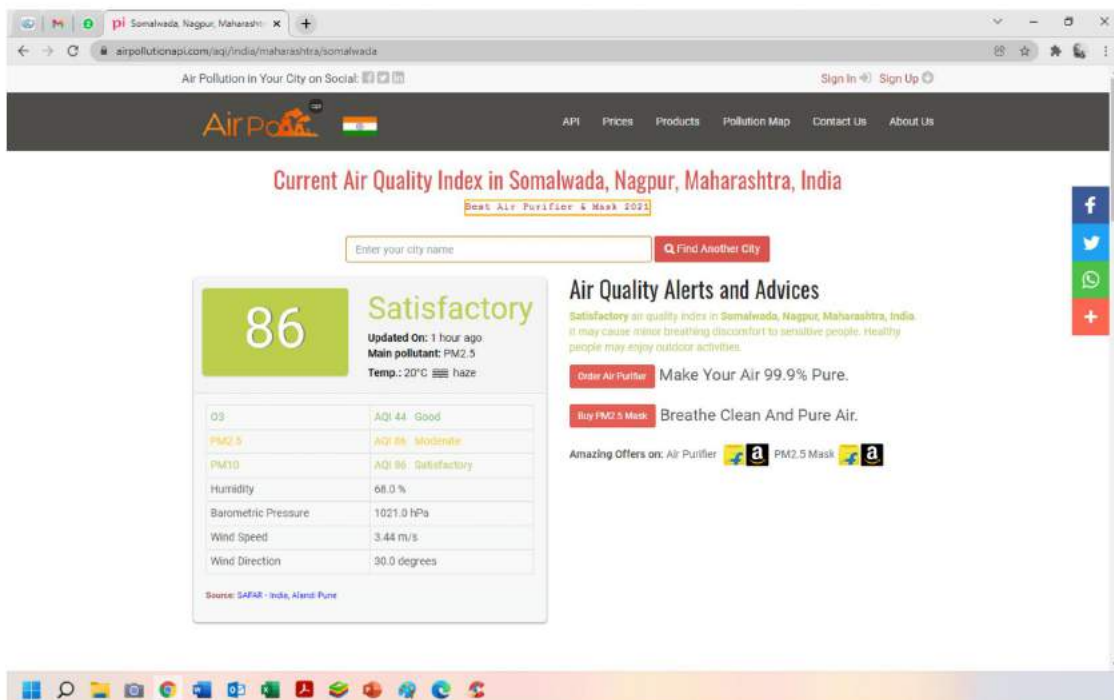 pi Somalwada, Nagpur, Maharasht
airpollutionapi.com/aqi/india/maharashtra/somalwada
Air Pollution in Your City on Social:
Sign In Sign Up
Air Po
API Prices Products Pollution Map Contact Us About Us
Current Air Quality Index in Somalwada, Nagpur, Maharashtra, India
Best Air Purifier & Mask 2021
Enter your city name
Find Another City
86
Satisfactory
Updated On: 1 hour ago
Main pollutant: PM2.5
Temp.: 20°C haze
O3 AQI 44 Good
PM2.5 AQI 86 Moderate
PM10 AQI 86 Satisfactory
Humidity 68.0 %
Barometric Pressure 1021.0 hPa
Wind Speed 3.44 m/s
Wind Direction 30.0 degrees
Source: SAFAR - India, Alandi Pune
Air Quality Alerts and Advices
Satisfactory air quality index in Somalwada, Nagpur, Maharashtra, India.
It may cause minor breathing discomfort to sensitive people. Healthy
people may enjoy outdoor activities.
Order Air Purifier Make Your Air 99.9% Pure.
Buy PM2.5 Mask Breathe Clean And Pure Air.
Amazing Offers on: Air Purifier PM2.5 Mask